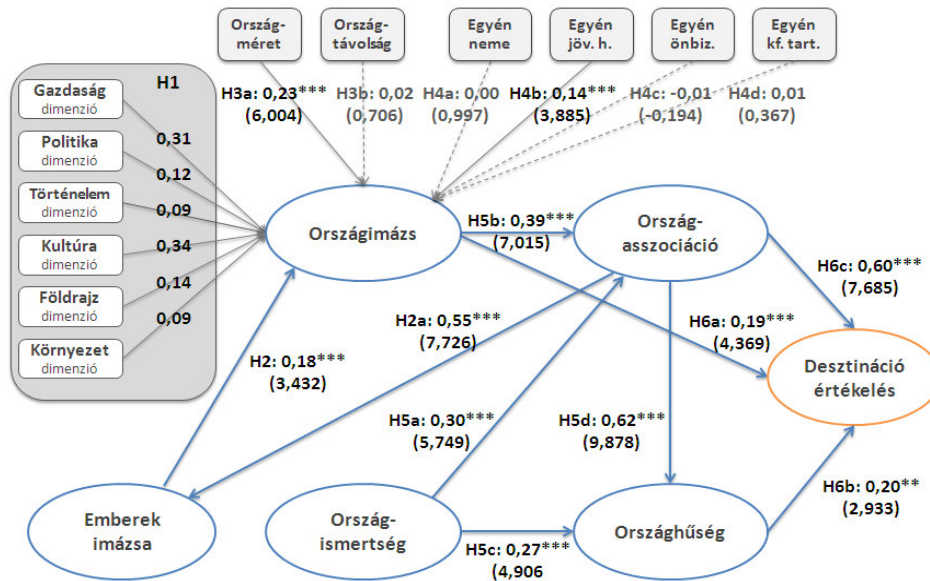 Ország-
méret
Ország-
távolság
Egyén
neme
Egyén
jöv. h.
Egyén
önbiz.
Egyén
kf. tart.
H1
Gazdaság
dimenzió
Politika
dimenzió
Történelem
dimenzió
Kultúra
dimenzió
Földrajz
dimenzió
Környezet
dimenzió
0,31
0,12
0,09
0,34
0,14
0,09
H3a: 0,23***
(6,004)
H3b: 0,02
(0,706)
H4a: 0,00
(0,997)
H4b: 0,14***
(3,885)
H4c: -0,01
(-0,194)
H4d: 0,01
(0,367)
Országimázs
H5b: 0,39***
(7,015)
Ország-
asszociáció
H6c: 0,60***
(7,685)
H2a: 0,55***
(7,726)
H6a: 0,19***
(4,369)
H2: 0,18***
(3,432)
Desztináció
értékelés
H5a: 0,30***
(5,749)
H5d: 0,62***
(9,878)
H6b: 0,20**
(2,933)
Emberek
imázsa
Ország-
ismertség
H5c: 0,27***
(4,906
Országhűség